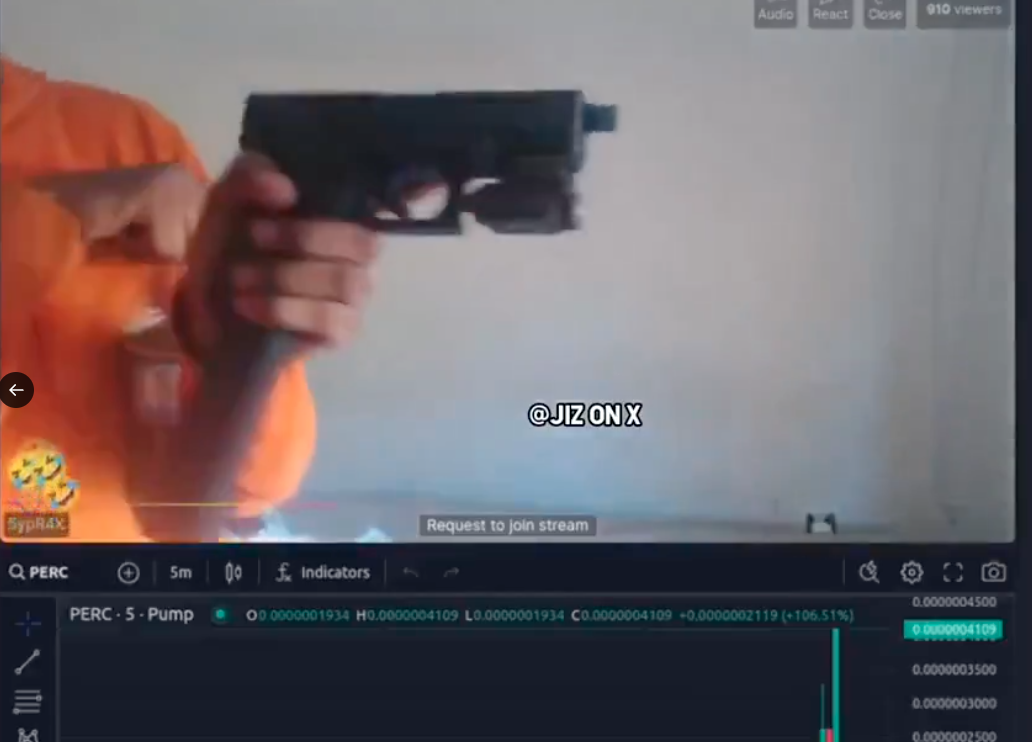 Audio
React
Close
910 viewers
@JIZ ON X
SypR4X
Request to join stream
PERC
5m
Indicators
PERC · 5 · Pump
O0.0000001934 H0.0000004109 L0.0000001934 C0.0000004109 +0.0000002119 (+106.51%)
0.0000004500
0.0000004109
0.0000003500
0.0000003000
0.0000002500